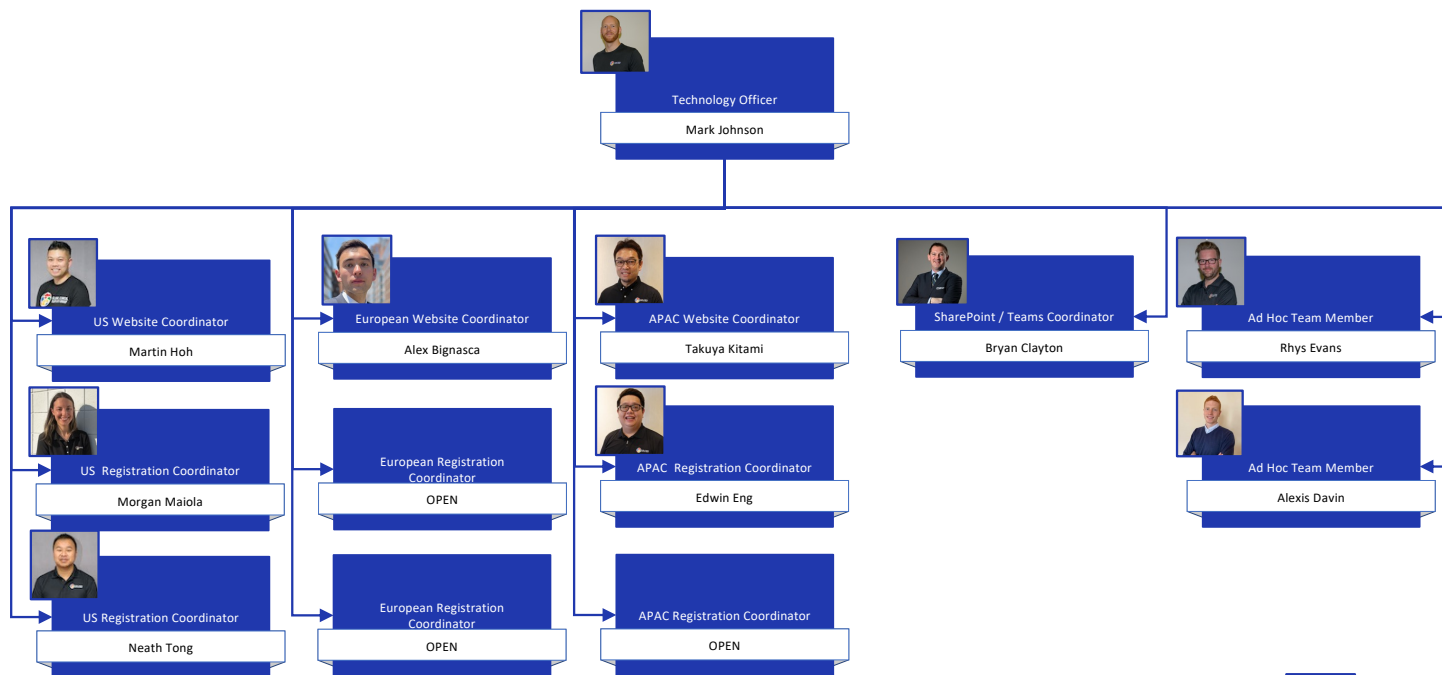 Technology Officer
Mark Johnson
US Website Coordinator
Martin Hoh
European Website Coordinator
Alex Bignasca
APAC Website Coordinator
Takuya Kitami
SharePoint / Teams Coordinator
Bryan Clayton
Ad Hoc Team Member
Rhys Evans
US  Registration Coordinator
Morgan Maiola
European Registration
Coordinator
OPEN
APAC  Registration Coordinator
Edwin Eng
Ad Hoc Team Member
Alexis Davin
US Registration Coordinator
Neath Tong
European Registration
Coordinator
OPEN
APAC Registration Coordinator
OPEN